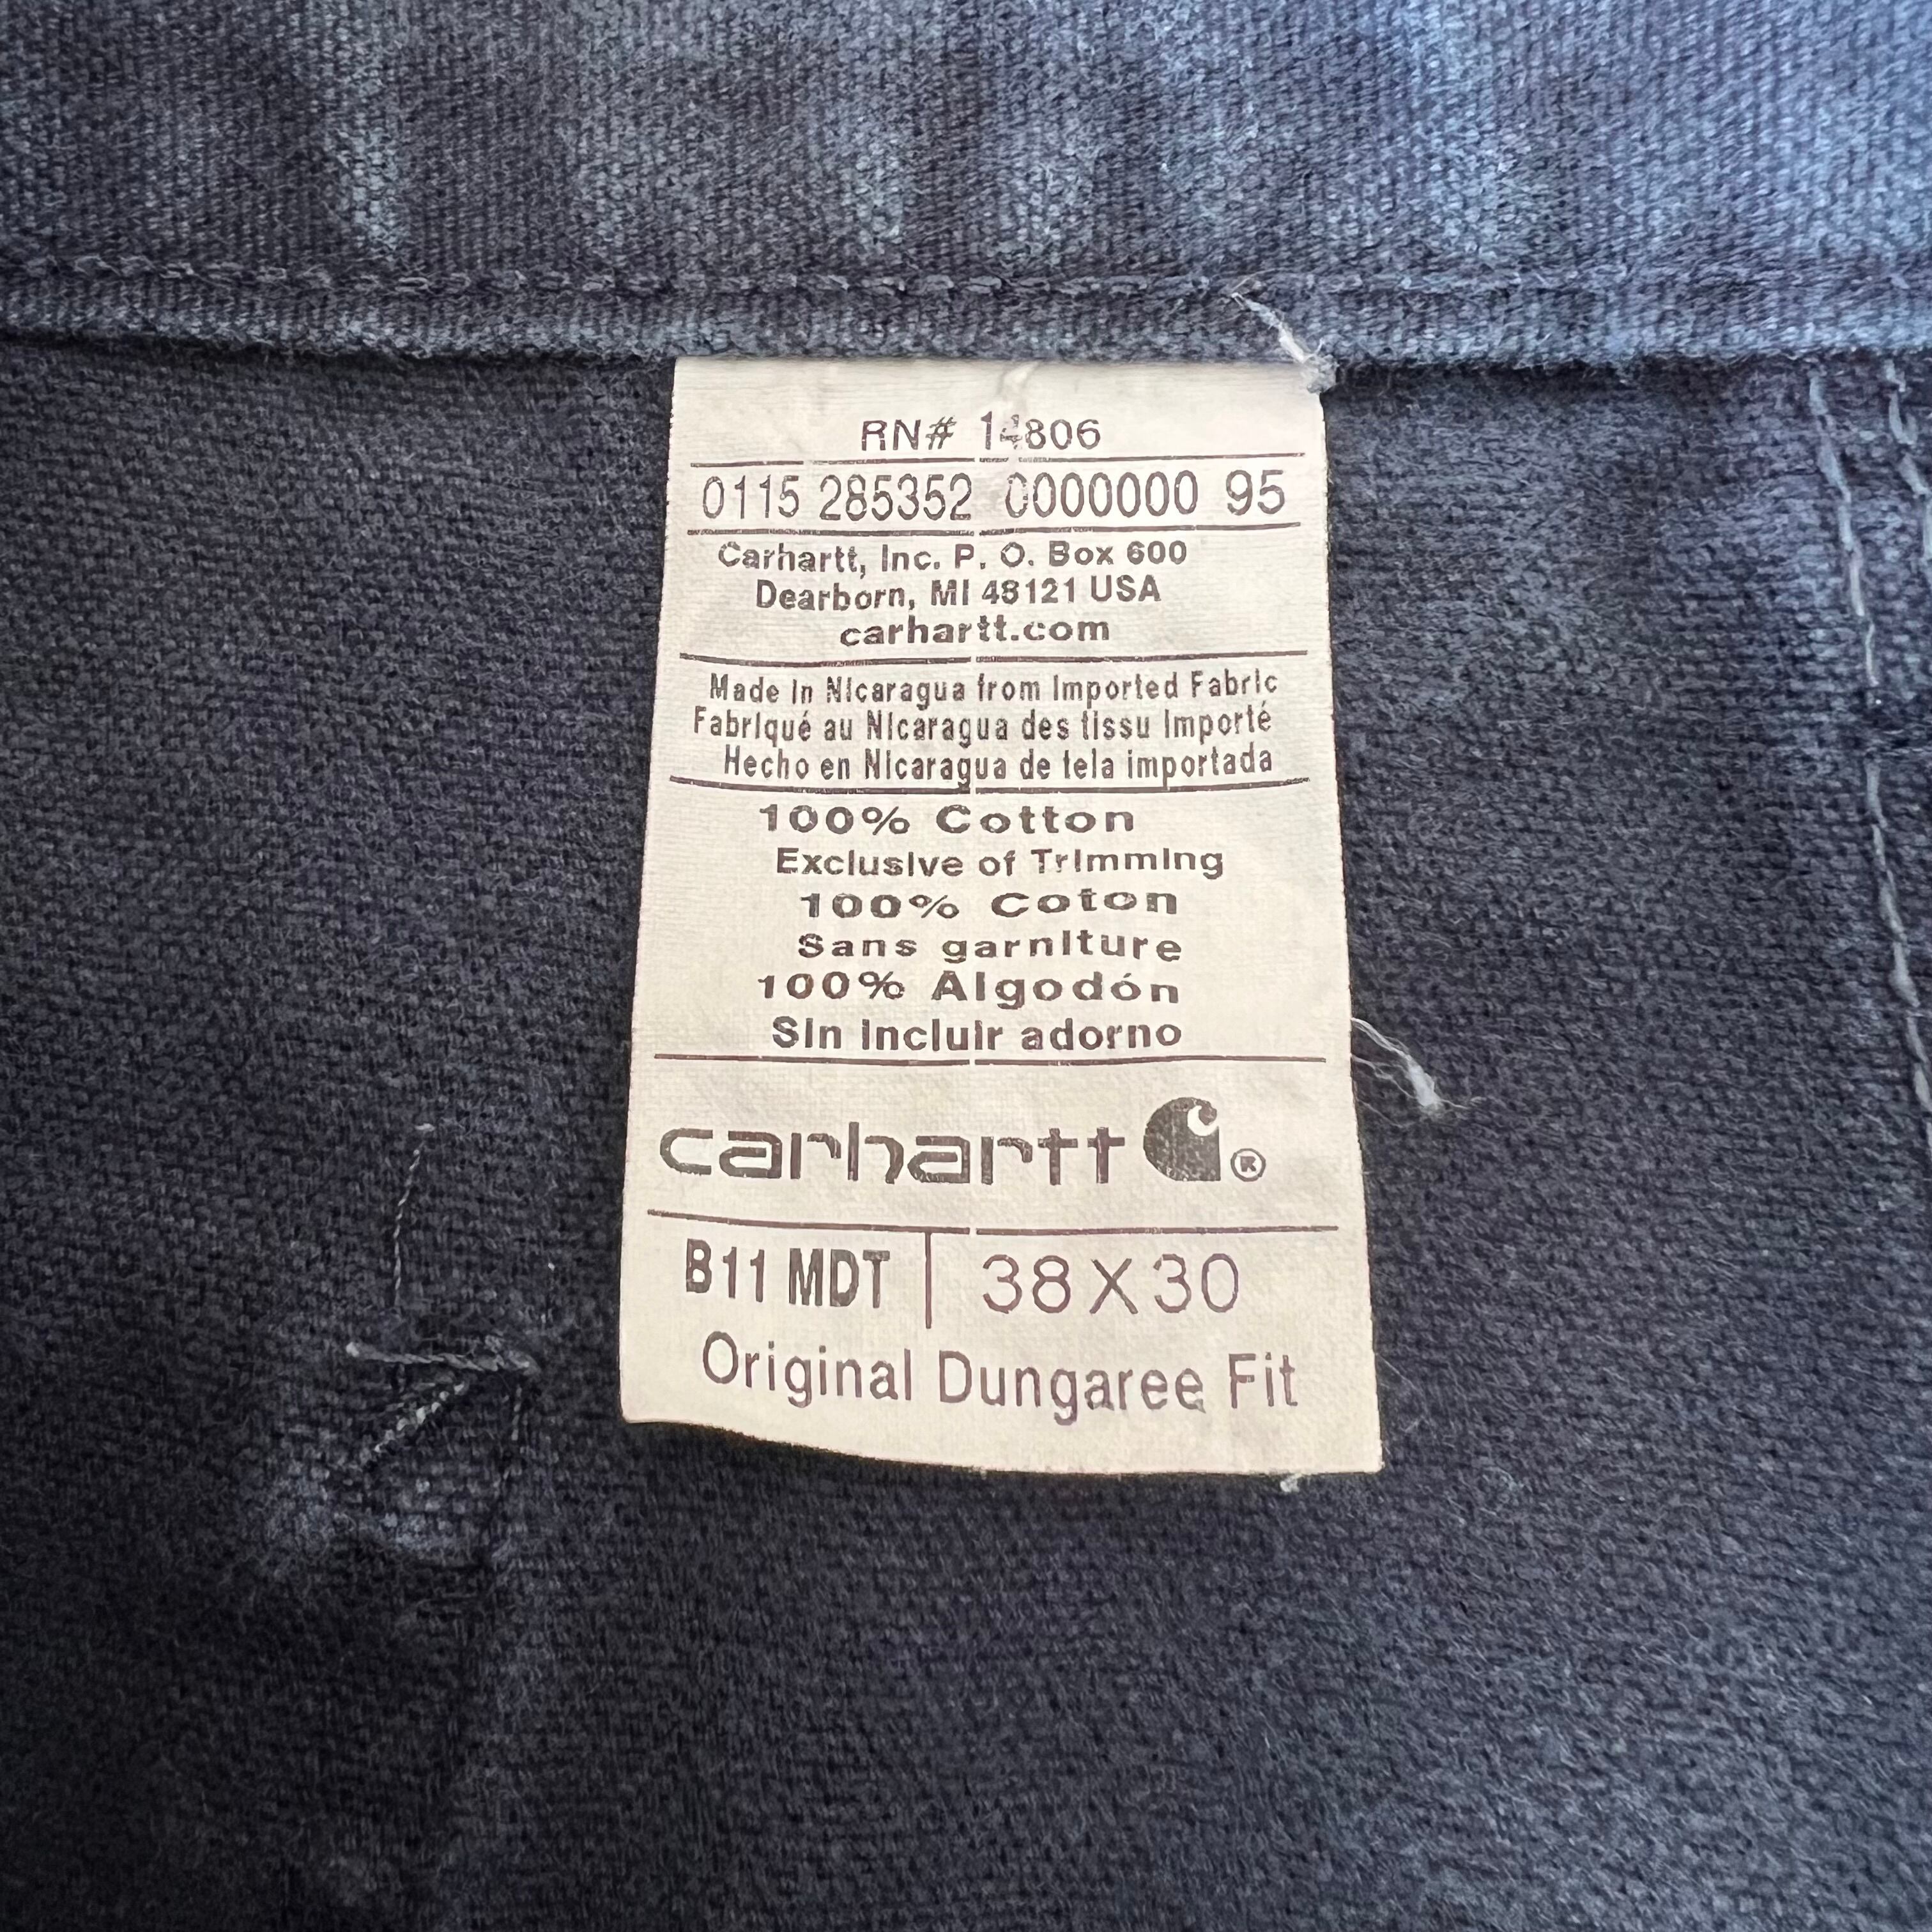 RN# 14806
0115 285352 0000000 95
Carhartt, Inc. P. O. Box 600
Dearborn, MI 48121 USA
carhartt.com
Made in Nicaragua from Imported Fabric
Fabriqué au Nicaragua des tissu importé
Hecho en Nicaragua de tela importada
100% Cotton
Exclusive of Trimming
100% Coton
Sans garniture
100% Algodón
Sin incluir adorno
carhartt ®
B11 MDT | 38 X 30
Original Dungaree Fit